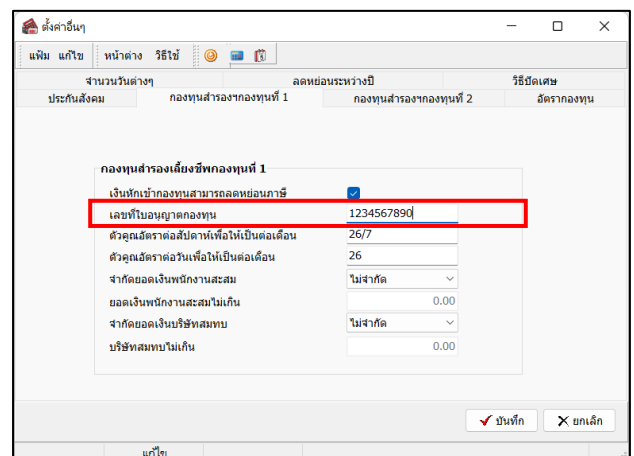 ตั้งค่าอื่นๆ
แฟ้ม แก้ไข หน้าต่าง วิธีใช้
จำนวนวันต่างๆ ลดหย่อนระหว่างปี วิธีปัดเศษ
ประกันสังคม กองทุนสำรองฯกองทุนที่ 1 กองทุนสำรองฯกองทุนที่ 2 อัตรากองทุน
กองทุนสำรองเลี้ยงชีพกองทุนที่ 1
เงินหักเข้ากองทุนสามารถลดหย่อนภาษี
เลขที่ใบอนุญาตกองทุน 1234567890
ตัวคูณอัตราต่อสัปดาห์เพื่อให้เป็นต่อเดือน 26/7
ตัวคูณอัตราต่อวันเพื่อให้เป็นต่อเดือน 26
จำกัดยอดเงินพนักงานสะสม ไม่จำกัด
ยอดเงินพนักงานสะสมไม่เกิน 0.00
จำกัดยอดเงินบริษัทสมทบ ไม่จำกัด
บริษัทสมทบไม่เกิน 0.00
บันทึก ยกเลิก
แก้ไข